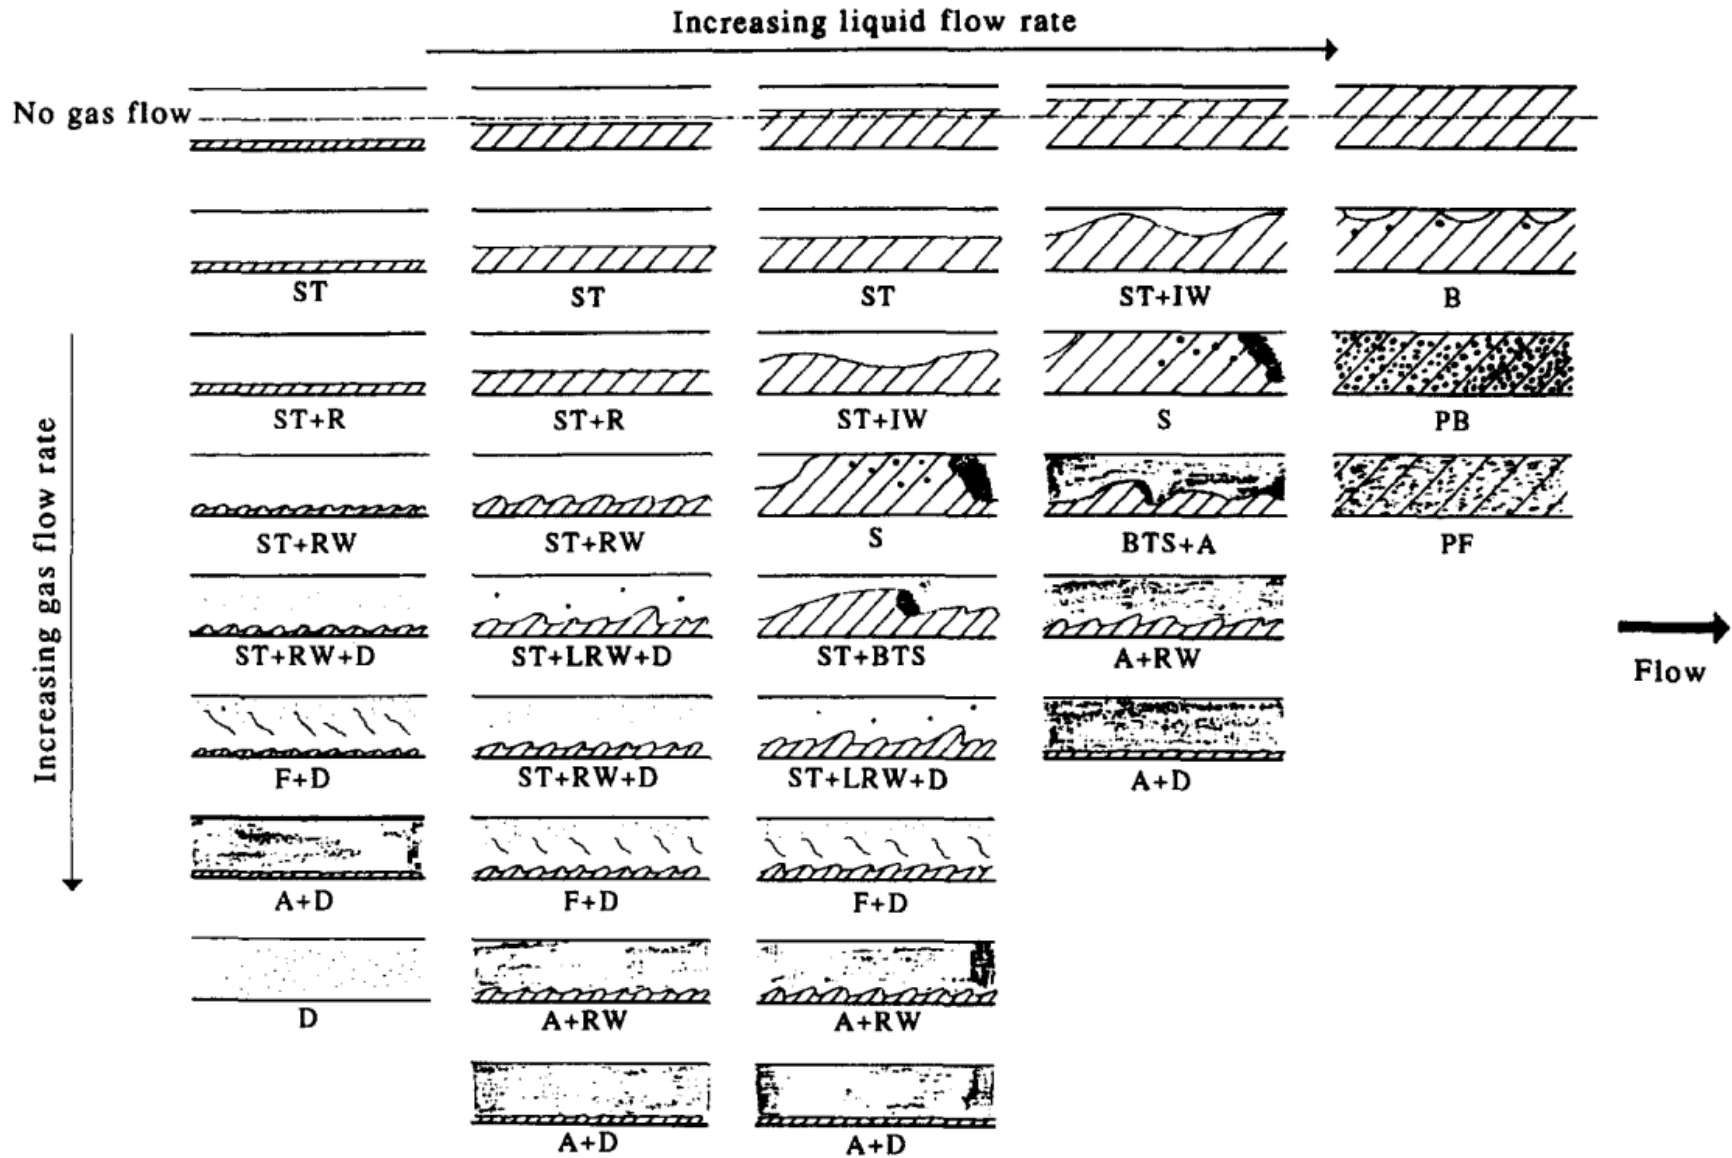 Increasing liquid flow rate
No gas flow
ST
ST
ST
ST+IW
B
ST+R
ST+R
ST+IW
S
PB
ST+RW
ST+RW
S
BTS+A
PF
ST+RW+D
ST+LRW+D
ST+BTS
A+RW
Flow
F+D
ST+RW+D
ST+LRW+D
A+D
A+D
F+D
F+D
D
A+RW
A+RW
A+D
A+D
Increasing gas flow rate